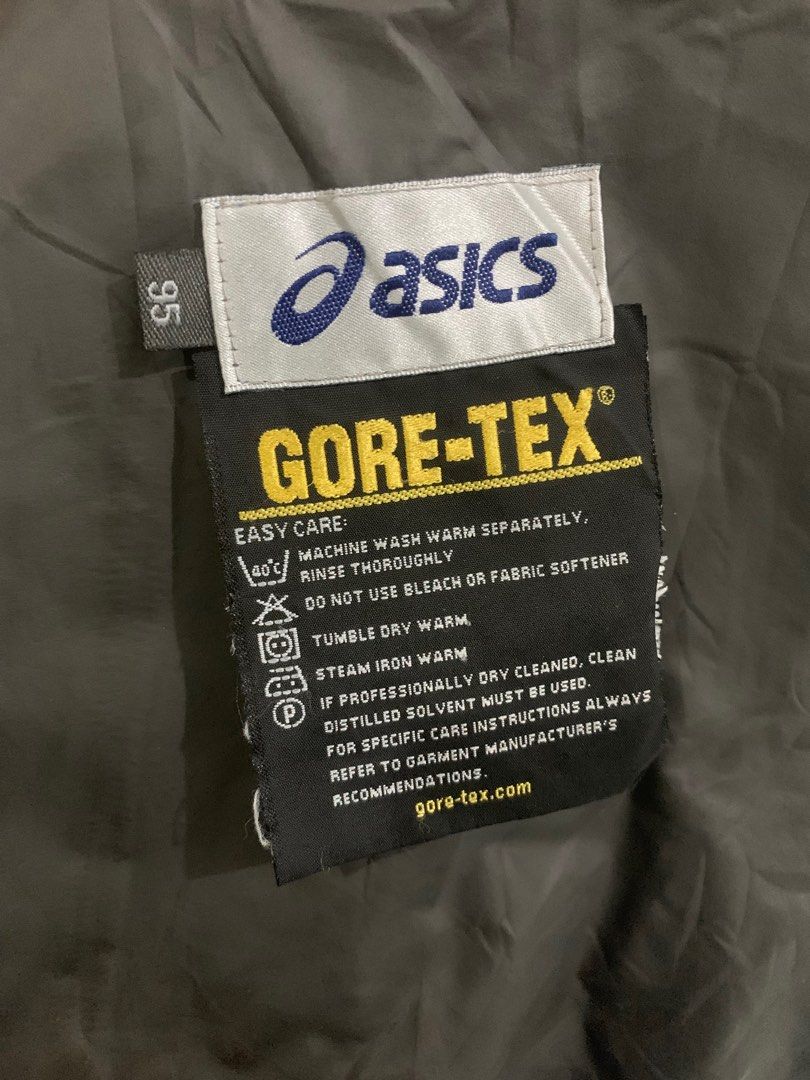 asics
95
GORE-TEX®
EASY CARE:
40°C
MACHINE WASH WARM SEPARATELY,
RINSE THOROUGHLY
DO NOT USE BLEACH OR FABRIC SOFTENER
TUMBLE DRY WARM
STEAM IRON WARM
P
IF PROFESSIONALLY DRY CLEANED, CLEAN
DISTILLED SOLVENT MUST BE USED.
FOR SPECIFIC CARE INSTRUCTIONS ALWAYS
REFER TO GARMENT MANUFACTURER'S
RECOMMENDATIONS.
gore-tex.com